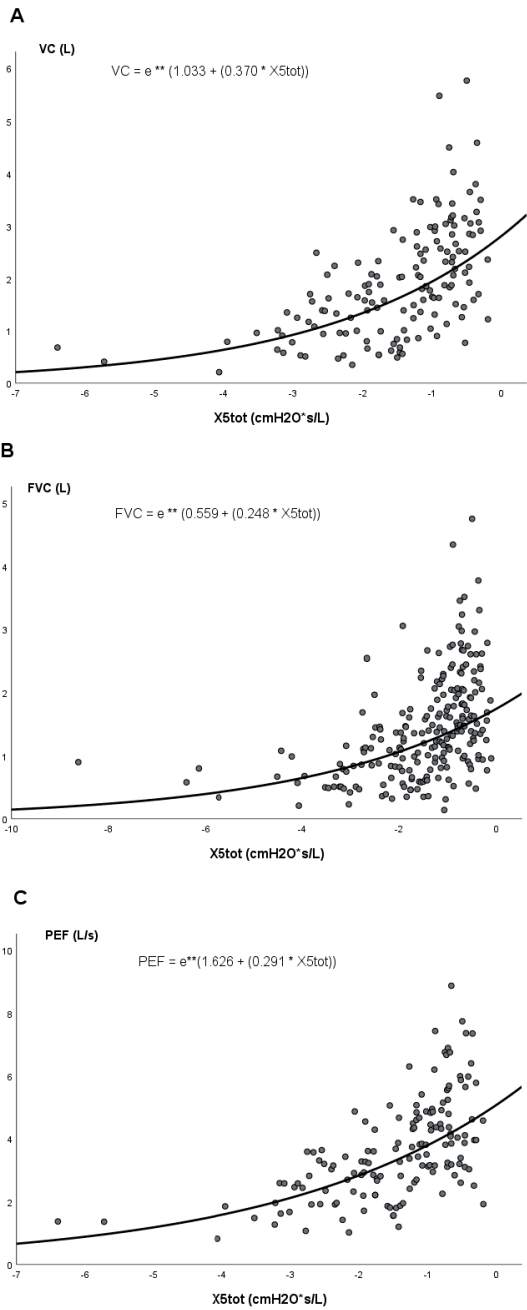 A
VC (L)
VC = e ** (1.033 + (0.370 * X5tot))
6
5
4
3
2
1
0
-7 -6 -5 -4 -3 -2 -1 0
X5tot (cmH2O*s/L)
B
FVC (L)
FVC = e ** (0.559 + (0.248 * X5tot))
5
4
3
2
1
0
-10 -8 -6 -4 -2 0
X5tot (cmH2O*s/L)
C
PEF (L/s)
PEF = e**(1.626 + (0.291 * X5tot))
10
8
6
4
2
0
-7 -6 -5 -4 -3 -2 -1 0
X5tot (cmH2O*s/L)